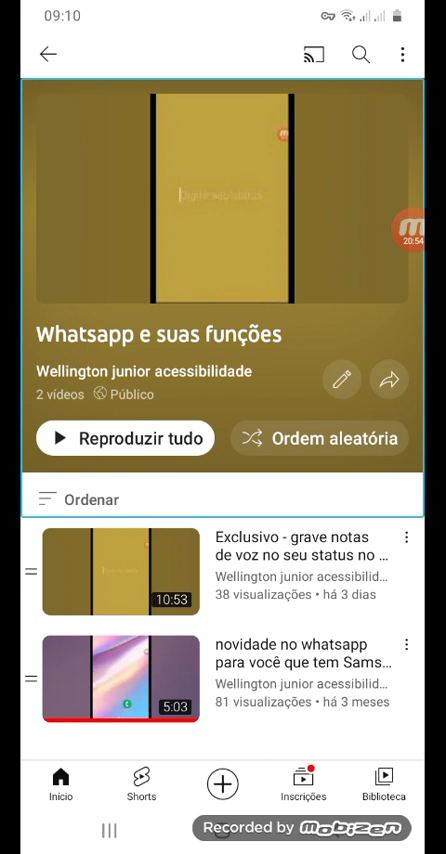 09:10
Digite seu status
20:54
Whatsapp e suas funções
Wellington junior acessibilidade
2 vídeos Público
Reproduzir tudo
Ordem aleatória
Ordenar
Exclusivo - grave notas
de voz no seu status no ...
Wellington junior acessibilid...
38 visualizações • há 3 dias
10:53
novidade no whatsapp
para você que tem Sams...
Wellington junior acessibilid...
81 visualizações • há 3 meses
5:03
Início
Shorts
Inscrições
Biblioteca
Recorded by mobizen